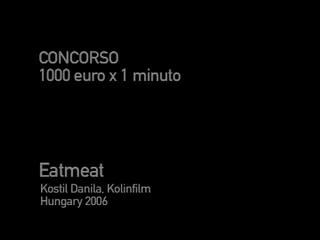 CONCORSO
1000 euro x 1 minuto
Eatmeat
Kostil Danila, Kolinfilm
Hungary 2006